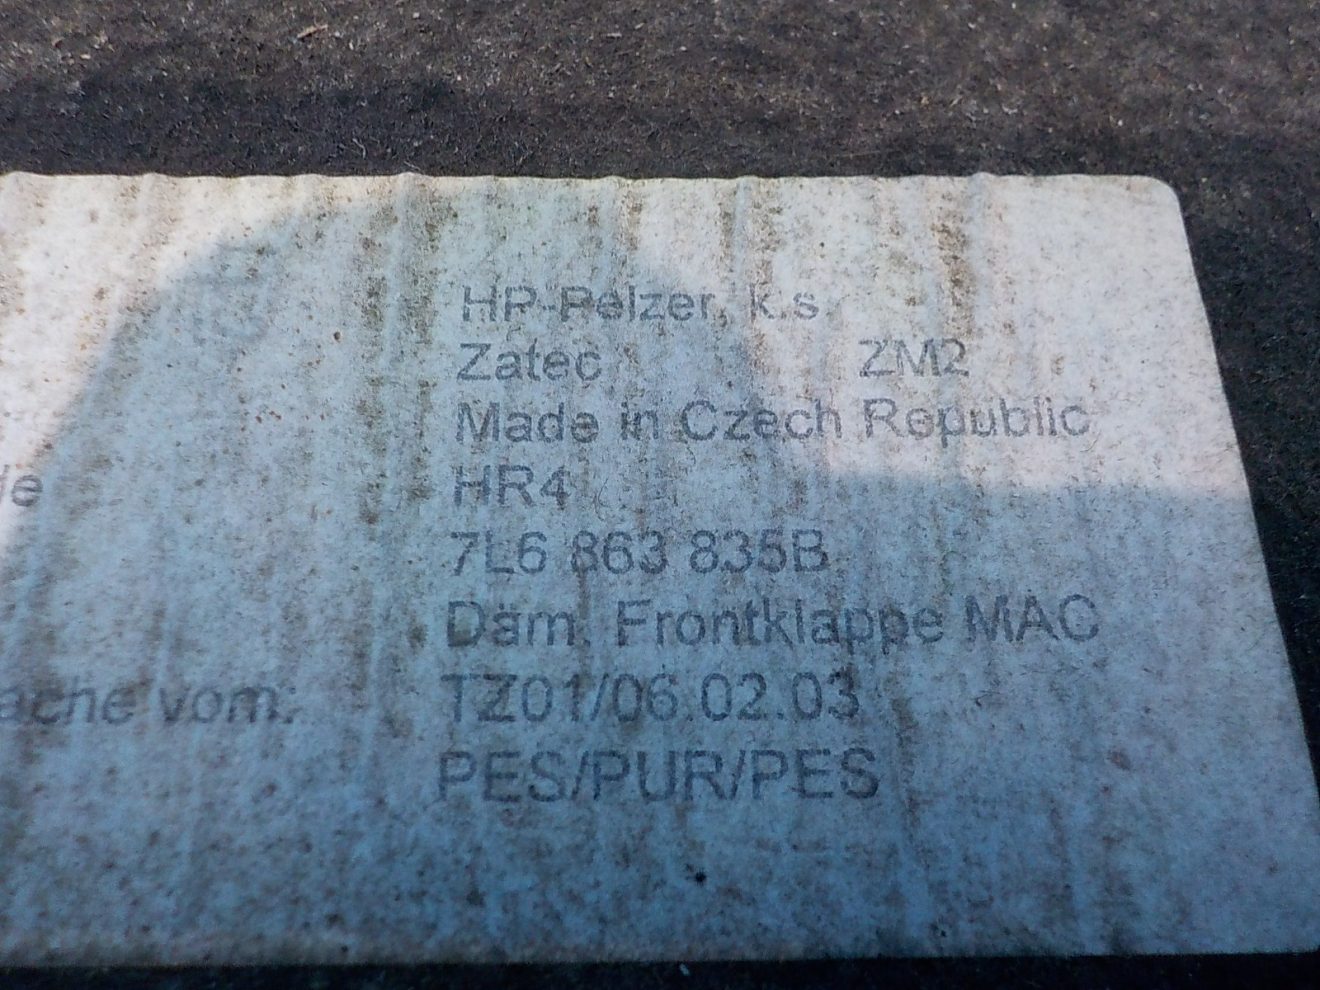 HP-Pelzer, k.s.
Zatec ZM2
Made in Czech Republic
de HR4
7L6 863 835B
Däm. Frontklappe MAC
ache vom: TZ01/06.02.03
PES/PUR/PES